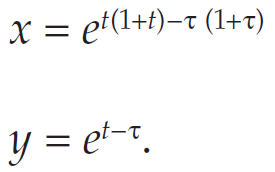 x = e^{t(1+t)−τ (1+τ)}
y = e^{t−τ}.